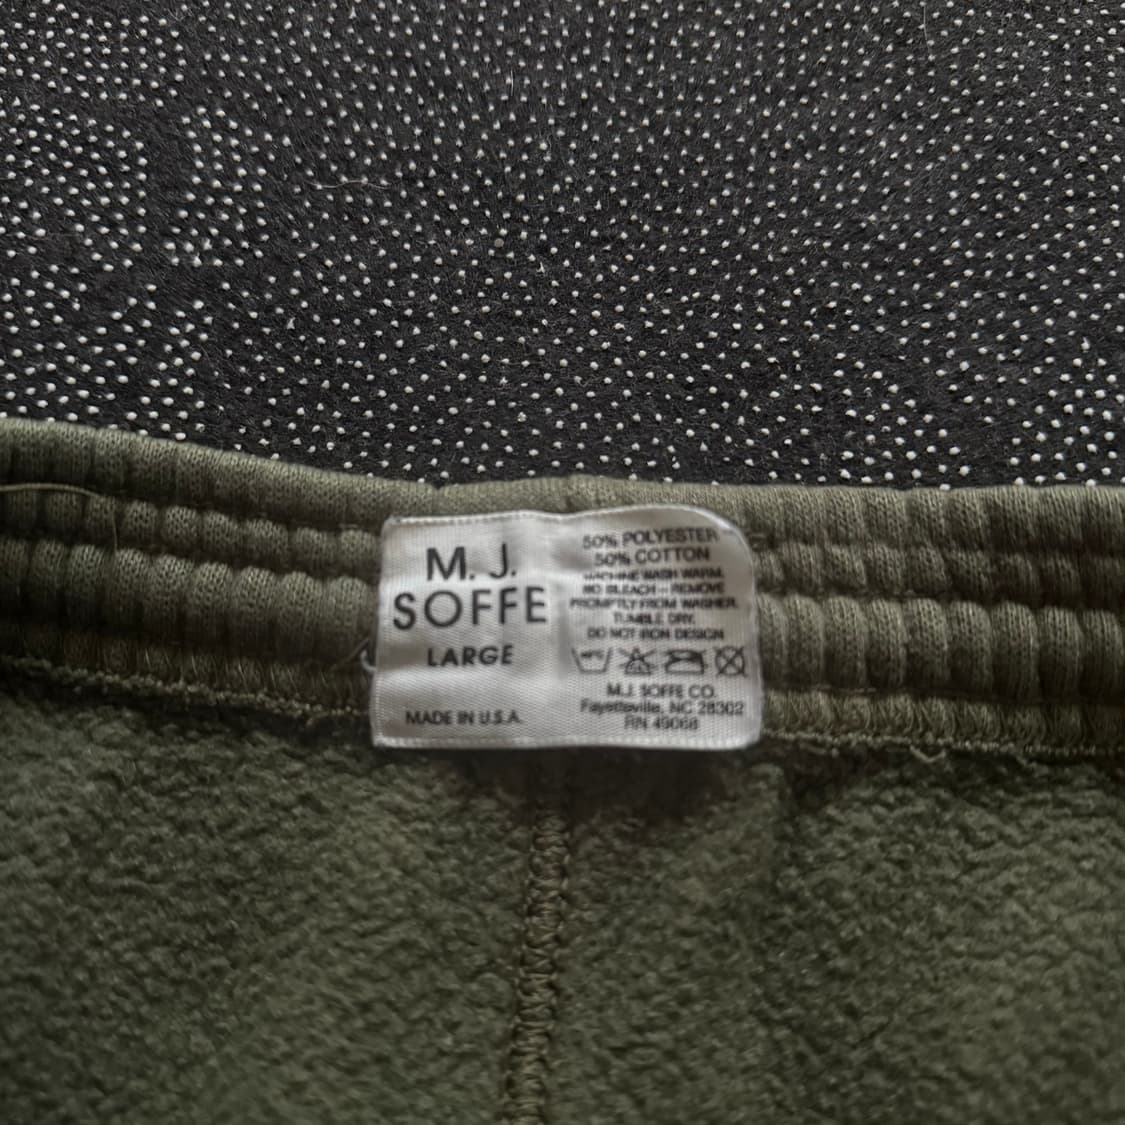 M. J.
SOFFE
LARGE
MADE IN U.S.A.
50% POLYESTER
50% COTTON
MACHINE WASH WARM.
NO BLEACH – REMOVE
PROMPTLY FROM WASHER.
TUMBLE DRY.
DO NOT IRON DESIGN
M.J. SOFFE CO.
Fayetteville, NC 28302
RN 49068